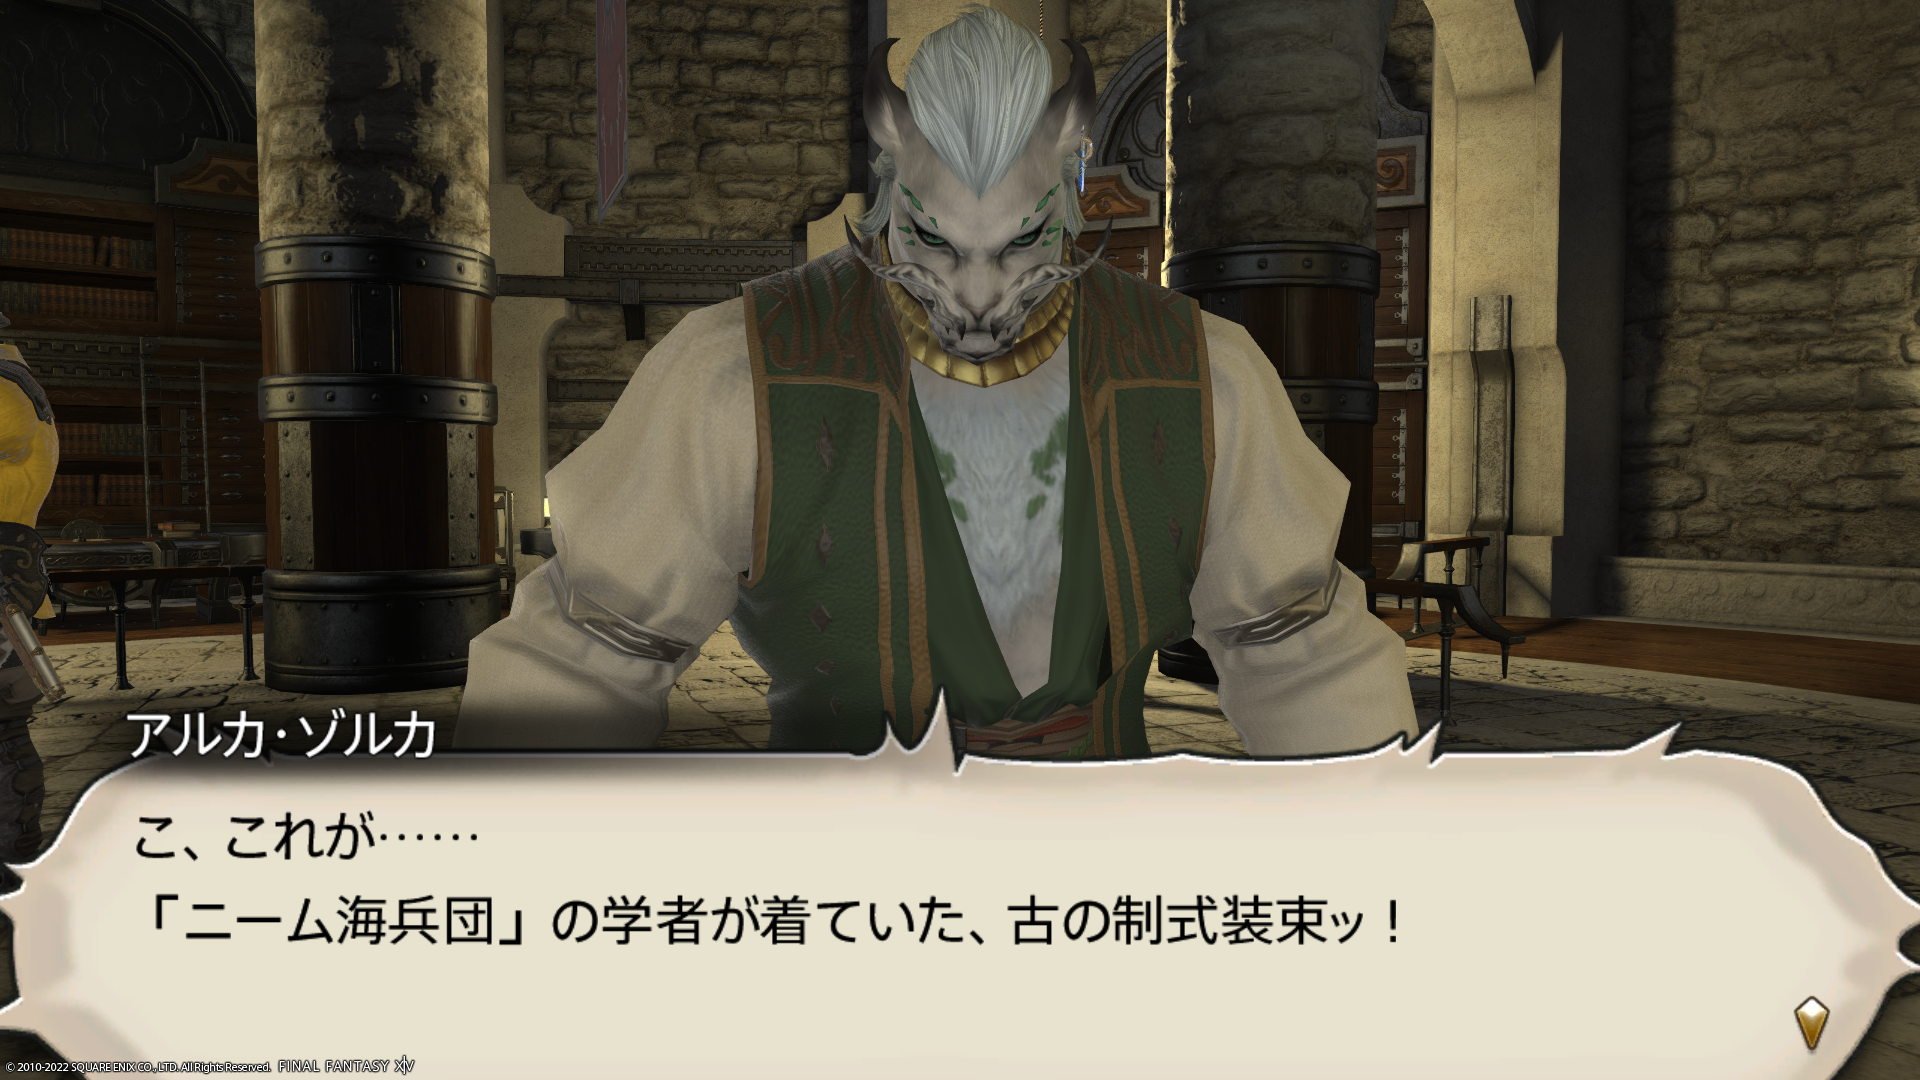 アルカ・ゾルカ
こ、これが……
「ニーム海兵団」の学者が着ていた、古の制式装束ッ！
© 2010-2022 SQUARE ENIX CO., LTD. All Rights Reserved. FINAL FANTASY XIV